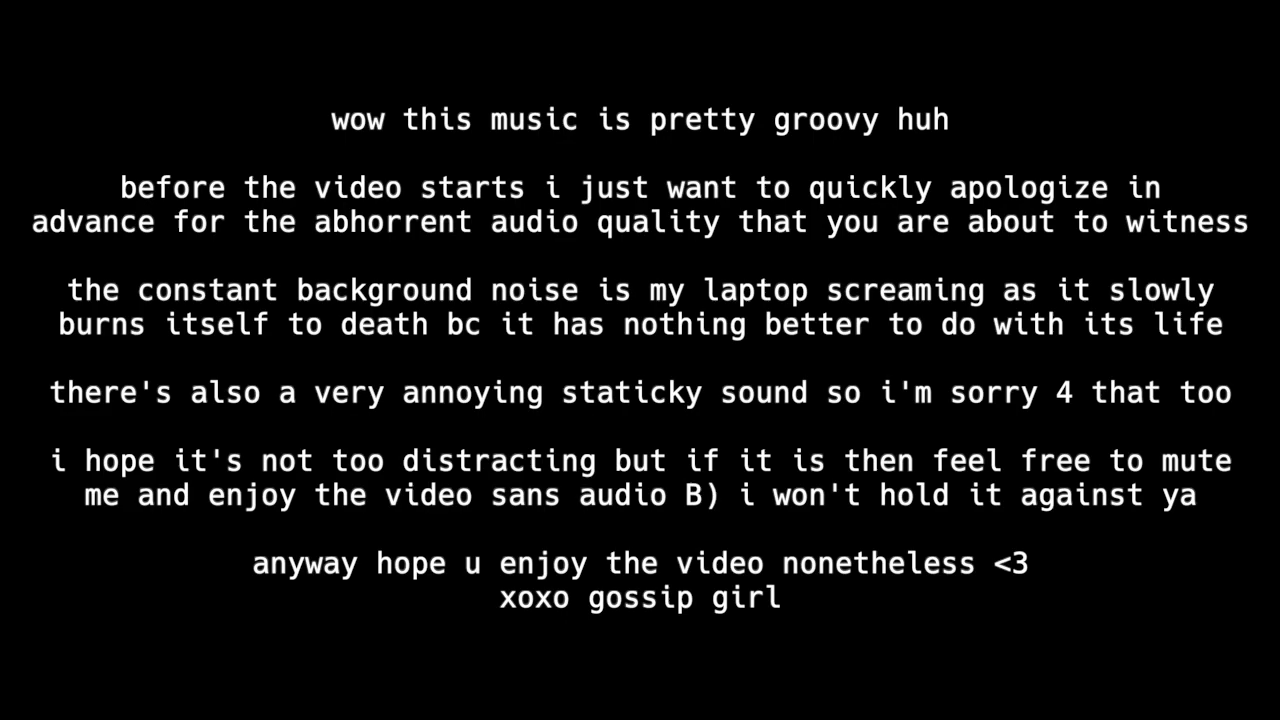 wow this music is pretty groovy huh
before the video starts i just want to quickly apologize in
advance for the abhorrent audio quality that you are about to witness
the constant background noise is my laptop screaming as it slowly
burns itself to death bc it has nothing better to do with its life
there's also a very annoying staticky sound so i'm sorry 4 that too
i hope it's not too distracting but if it is then feel free to mute
me and enjoy the video sans audio B) i won't hold it against ya
anyway hope u enjoy the video nonetheless <3
xoxo gossip girl